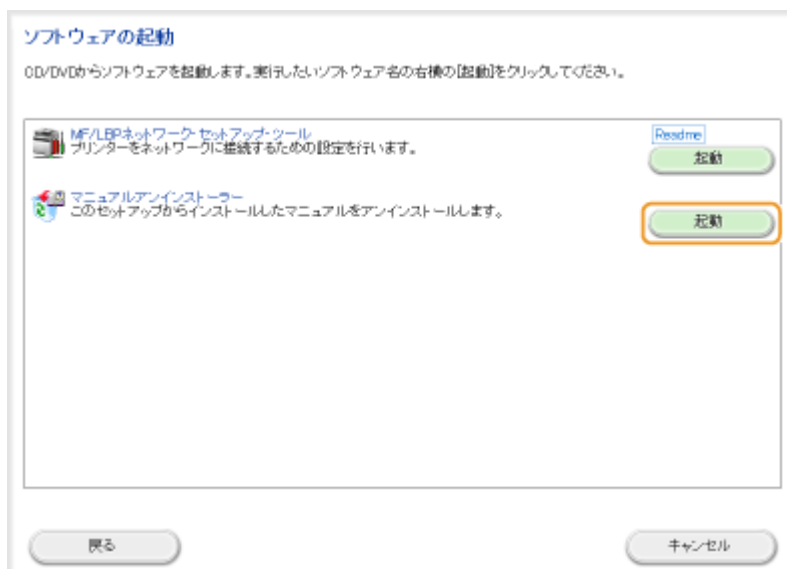 ソフトウェアの起動
CD/DVDからソフトウェアを起動します。実行したいソフトウェア名の右横の[起動]をクリックしてください。
MF/LBPネットワーク・セットアップ・ツール
Readme
プリンターをネットワークに接続するための設定を行います。
起動
マニュアルアンインストーラー
このセットアップからインストールしたマニュアルをアンインストールします。
起動
戻る
キャンセル